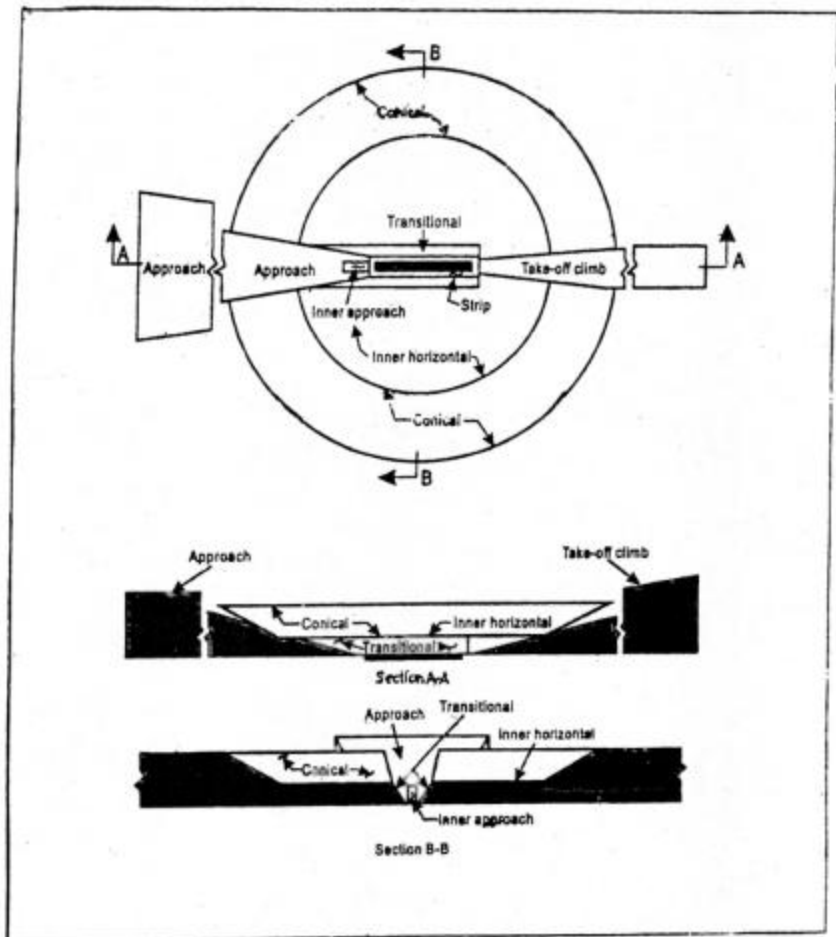 B
Conical
Transitional
A
Approach
Approach
Take-off climb
A
Inner approach
Strip
Inner horizontal
Conical
B
Approach
Take-off climb
Conical
Inner horizontal
Transitional
Section A-A
Transitional
Approach
Inner horizontal
Conical
Inner approach
Section B-B